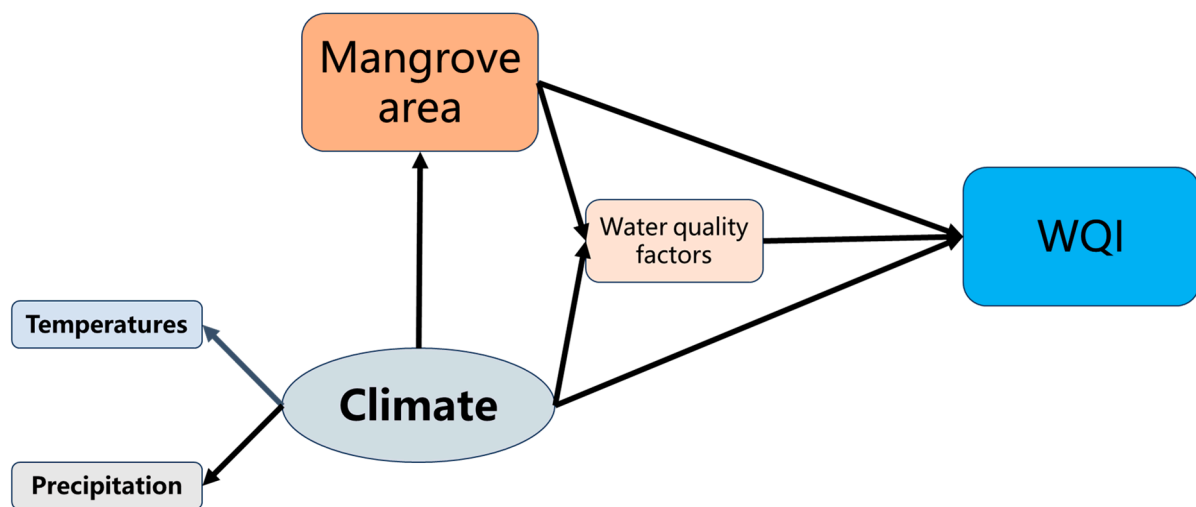 Mangrove
area
Water quality
factors
WQI
Temperatures
Climate
Precipitation